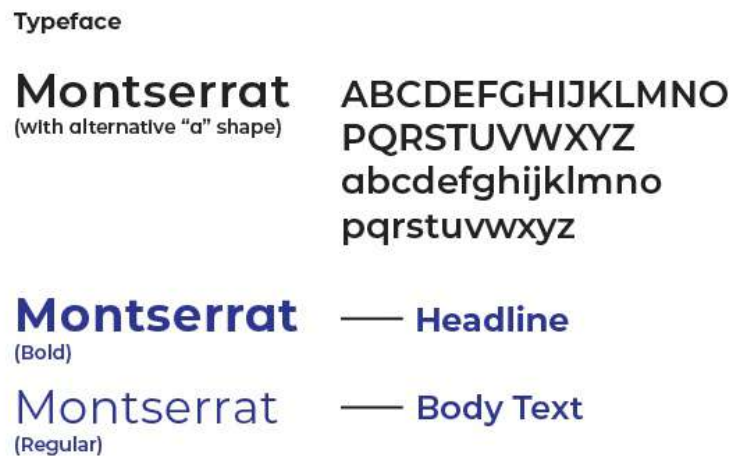 Typeface
Montserrat
(with alternative “a” shape)
ABCDEFGHIJKLMNO
PQRSTUVWXYZ
abcdefghijklmno
pqrstuvwxyz
Montserrat
(Bold)
Headline
Montserrat
(Regular)
Body Text